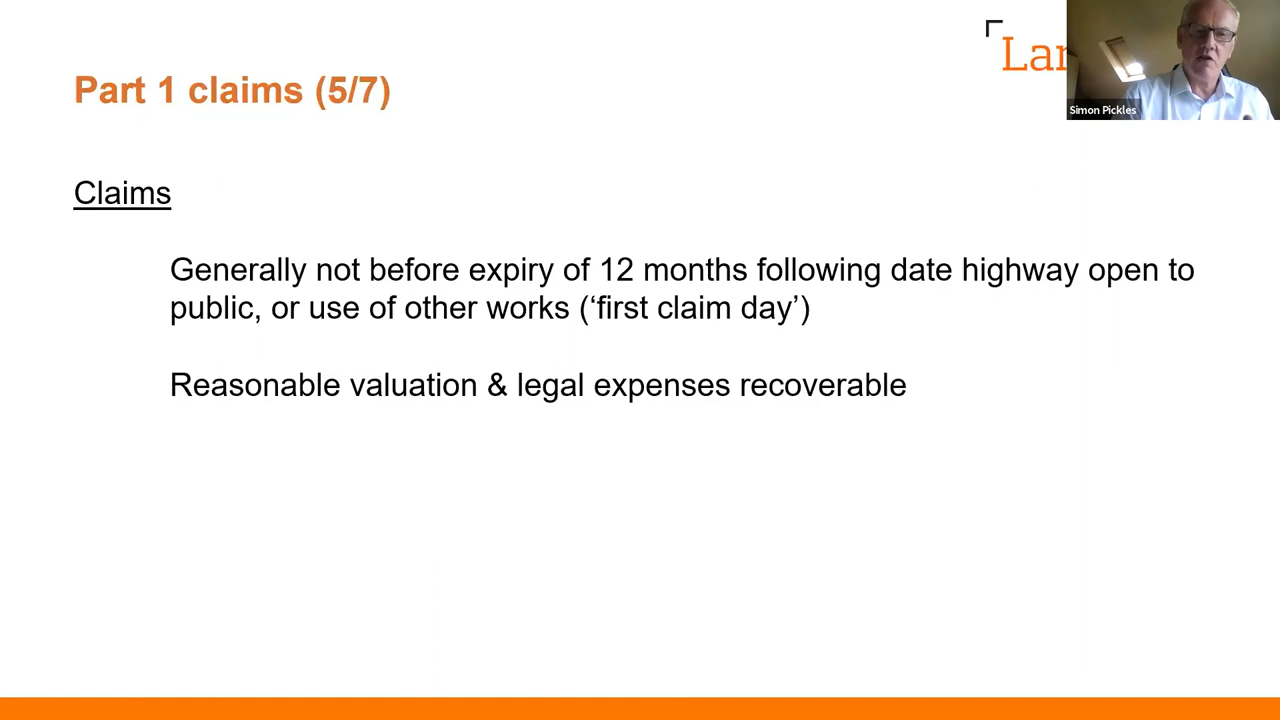 Part 1 claims (5/7)
Simon Pickles
Claims
Generally not before expiry of 12 months following date highway open to
public, or use of other works (‘first claim day’)
Reasonable valuation & legal expenses recoverable